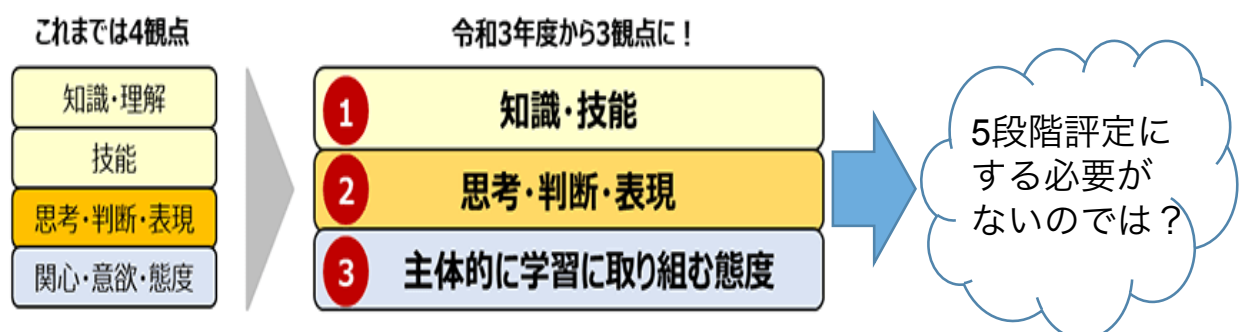 これまでは4観点
知識・理解
技能
思考・判断・表現
関心・意欲・態度
令和3年度から3観点に！
1
知識・技能
2
思考・判断・表現
3
主体的に学習に取り組む態度
5段階評定に
する必要が
ないのでは？